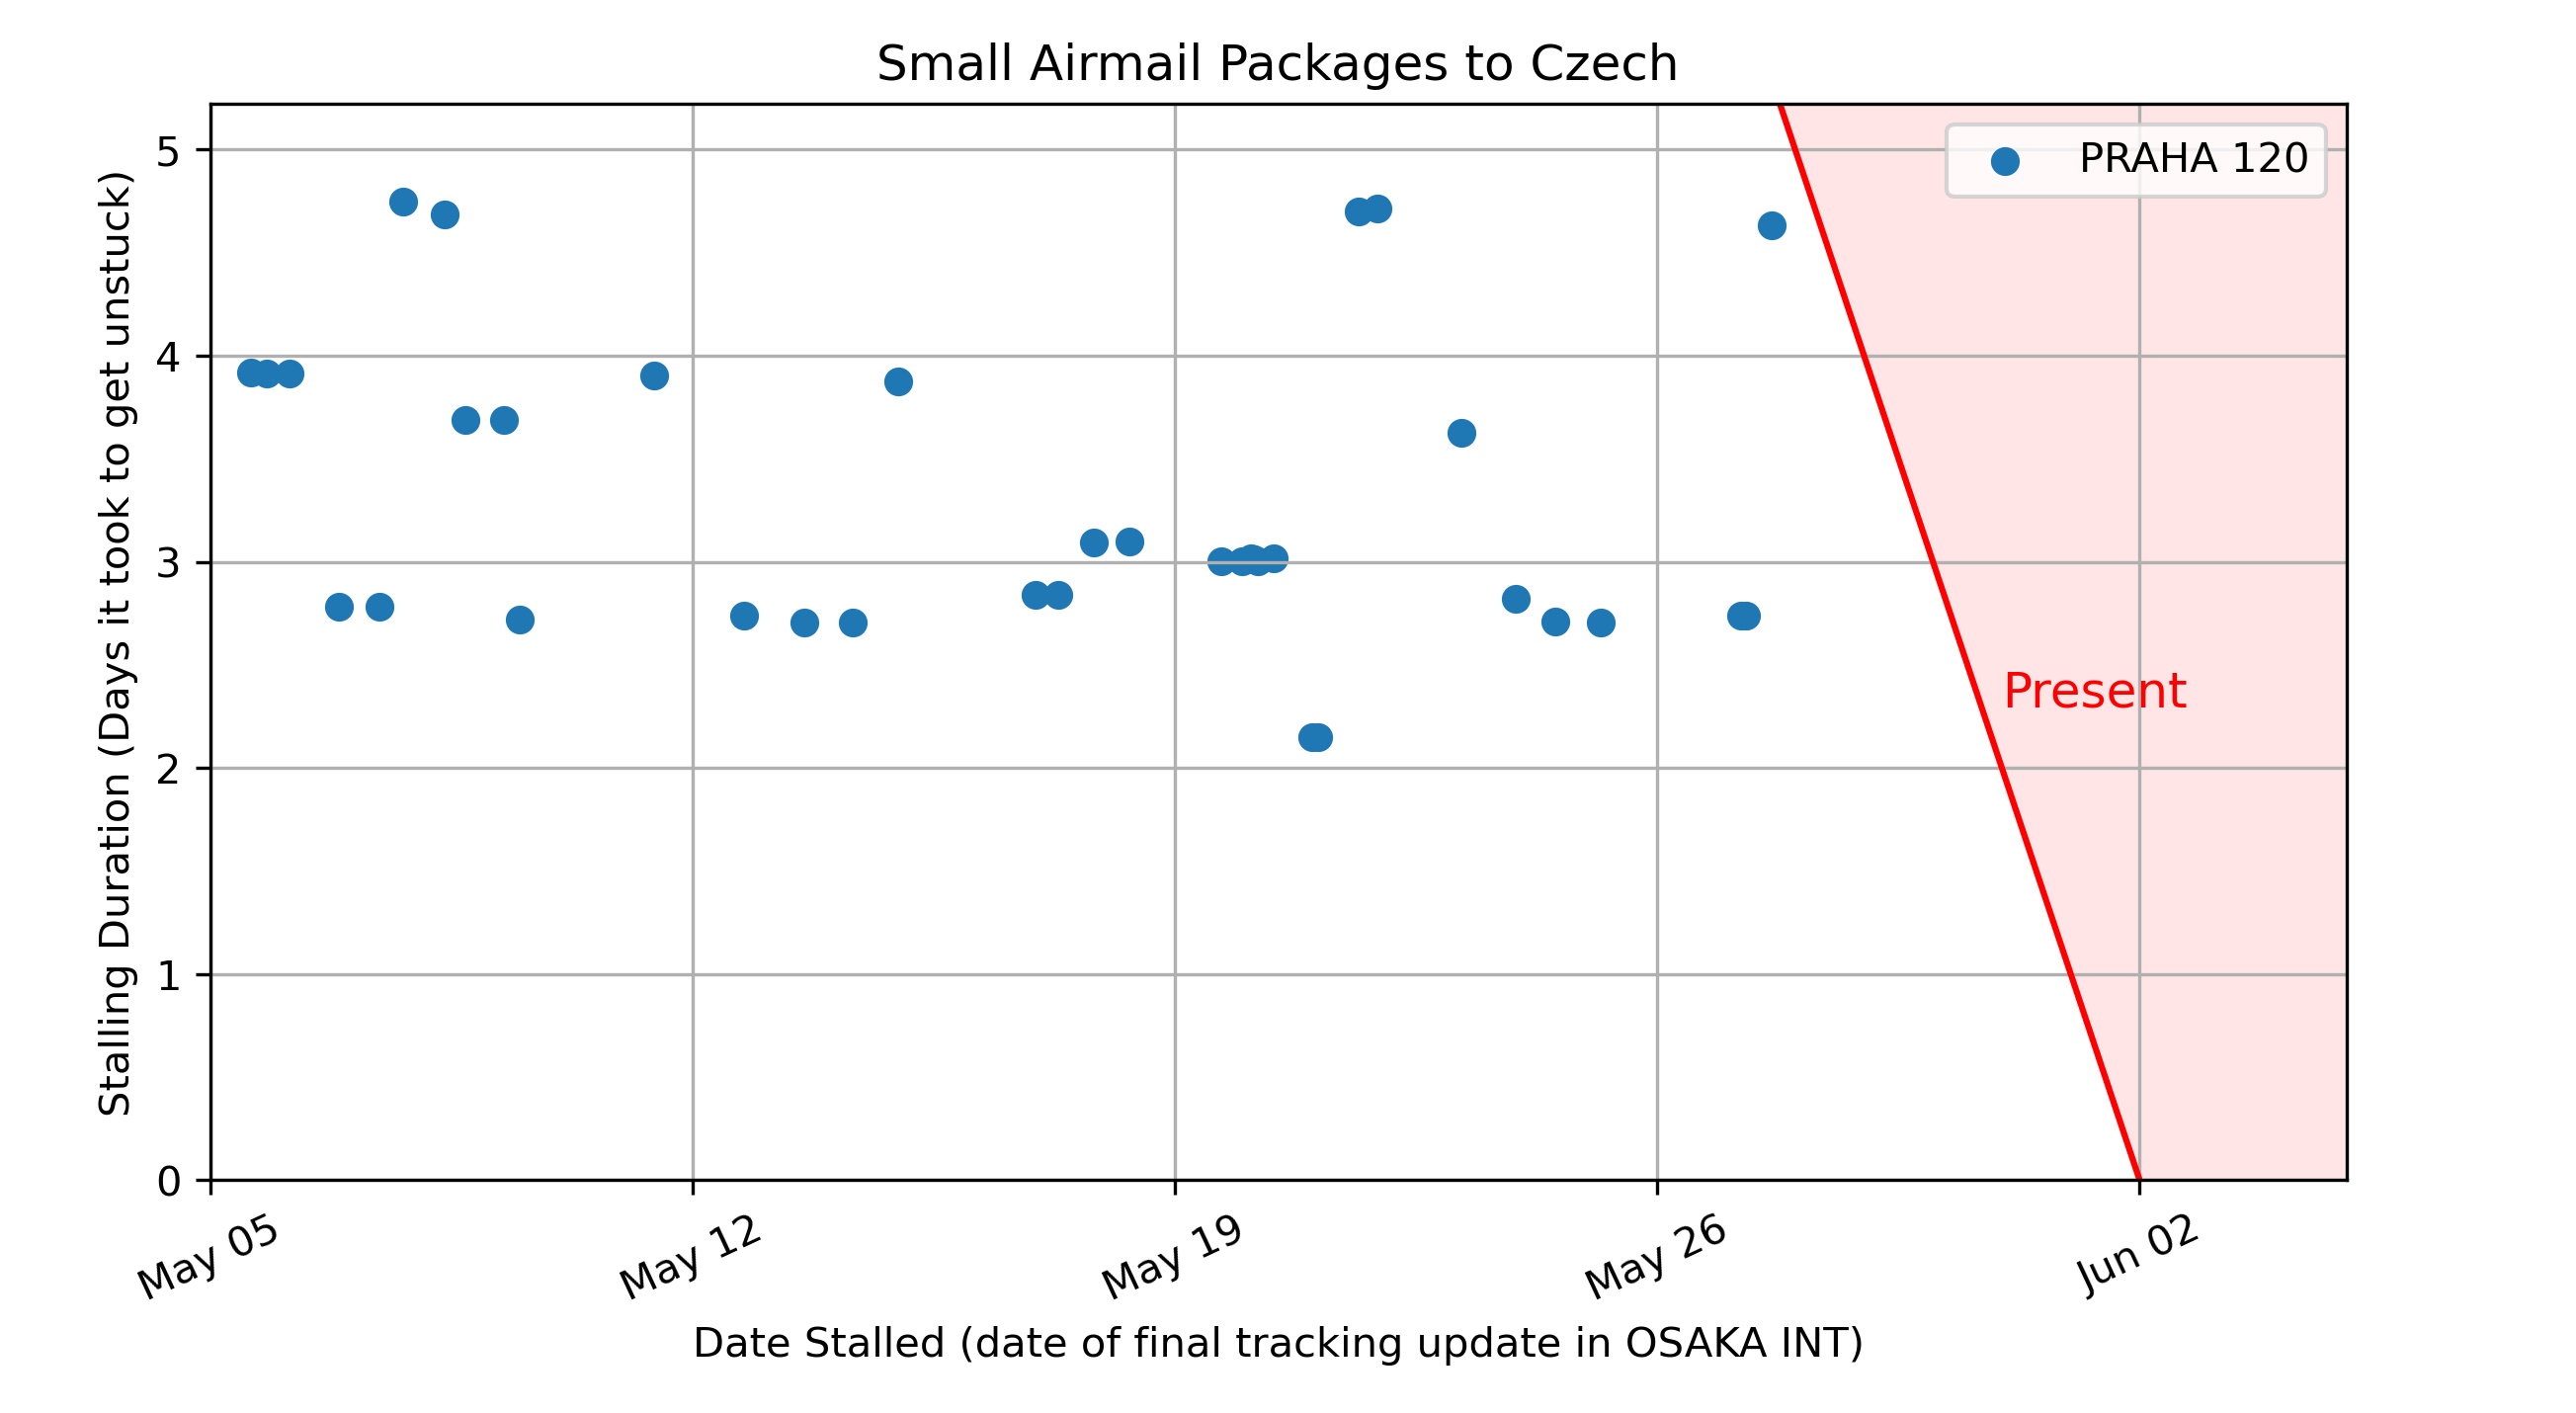 Small Airmail Packages to Czech
PRAHA 120
Stalling Duration (Days it took to get unstuck)
5
4
3
2
1
0
Present
May 05
May 12
May 19
May 26
Jun 02
Date Stalled (date of final tracking update in OSAKA INT)